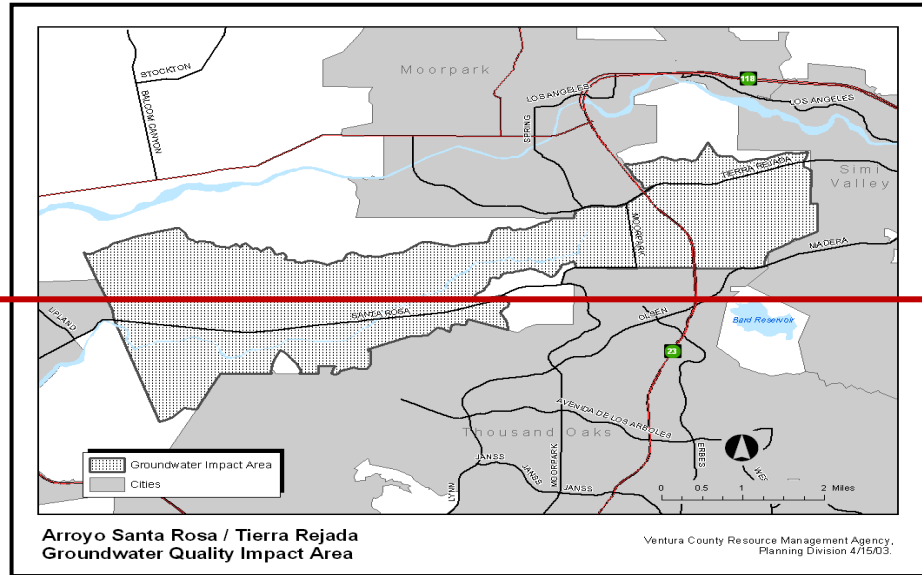 STOCKTON
BALCOM CANYON
Moorpark
118
LOS ANGELES
LOS ANGELES
SPRING
TIERRA REJADA
Simi
Valley
MOORPARK
MADERA
UPLAND
SANTA ROSA
OLSEN
Bard Reservoir
23
AVENIDA DE LOS ARBOLES
Thousand Oaks
ERBES
JANSS
JANSS
JANSS
LYNN
MOORPARK
Groundwater Impact Area
Cities
0 0.5 1 2 Miles
Arroyo Santa Rosa / Tierra Rejada
Groundwater Quality Impact Area
Ventura County Resource Management Agency,
Planning Division 4/15/03.